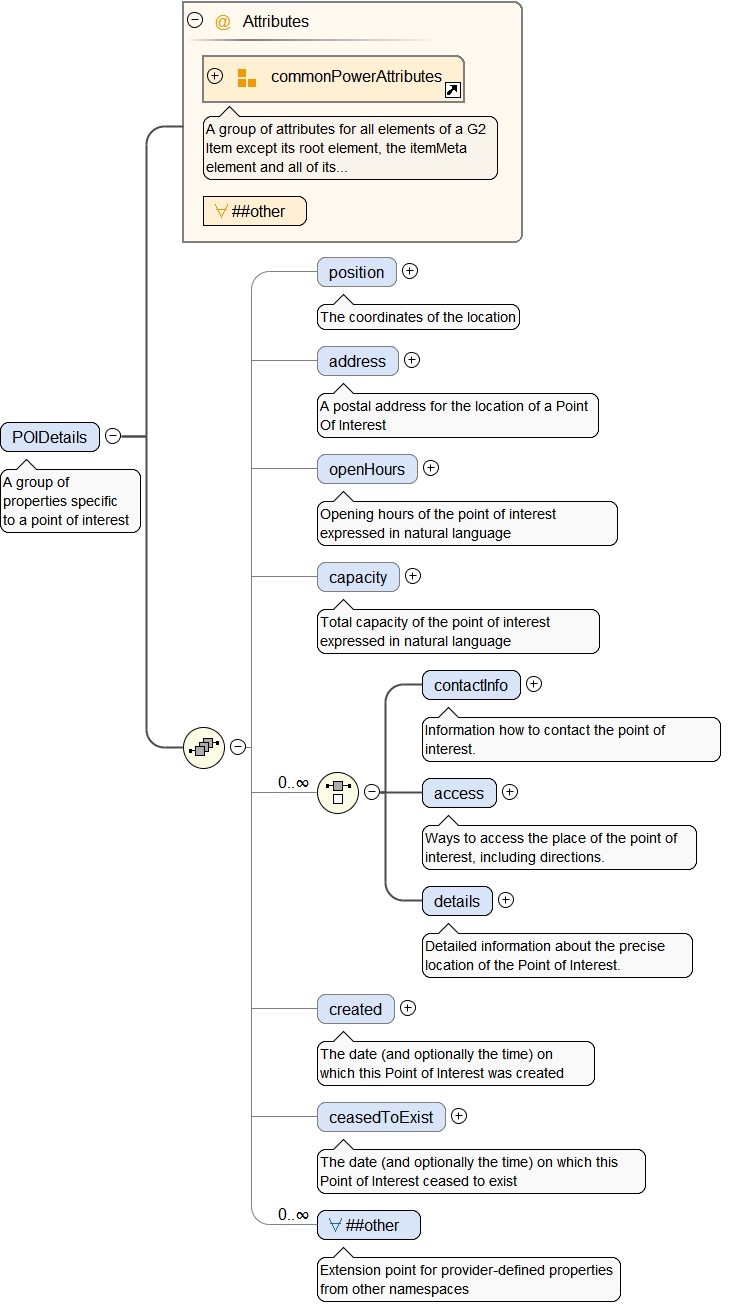 @ Attributes
commonPowerAttributes
A group of attributes for all elements of a G2
Item except its root element, the itemMeta
element and all of its...
##other
position
The coordinates of the location
address
A postal address for the location of a Point
Of Interest
POIDetails
A group of
properties specific
to a point of interest
openHours
Opening hours of the point of interest
expressed in natural language
capacity
Total capacity of the point of interest
expressed in natural language
0..∞
contactInfo
Information how to contact the point of
interest.
access
Ways to access the place of the point of
interest, including directions.
details
Detailed information about the precise
location of the Point of Interest.
created
The date (and optionally the time) on
which this Point of Interest was created
ceasedToExist
The date (and optionally the time) on which this
Point of Interest ceased to exist
0..∞
##other
Extension point for provider-defined properties
from other namespaces